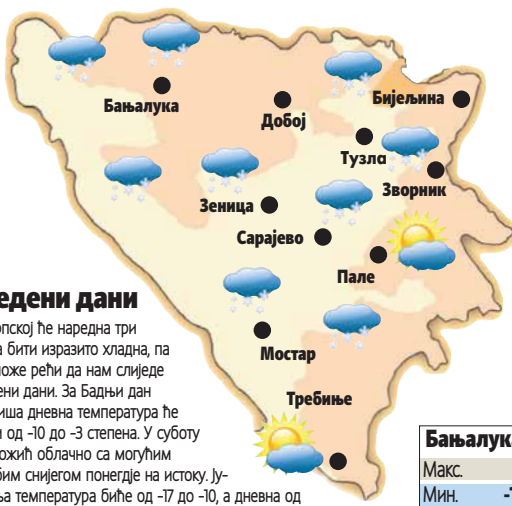 Бањалука
Добој
Бијељина
Тузла
Зворник
Зеница
Сарајево
Пале
Мостар
Требиње
едени дани
пској ће наредна три
а бити изразито хладна, па
може рећи да нам слиједе
ени дани. За Бадњи дан
иша дневна температура ће
и од -10 до -3 степена. У суботу
ожић облачно са могућим
бим снијегом понегдје на истоку. Ју-
ња температура биће од -17 до -10, а дневна од
Бањалука
Макс.
Мин.